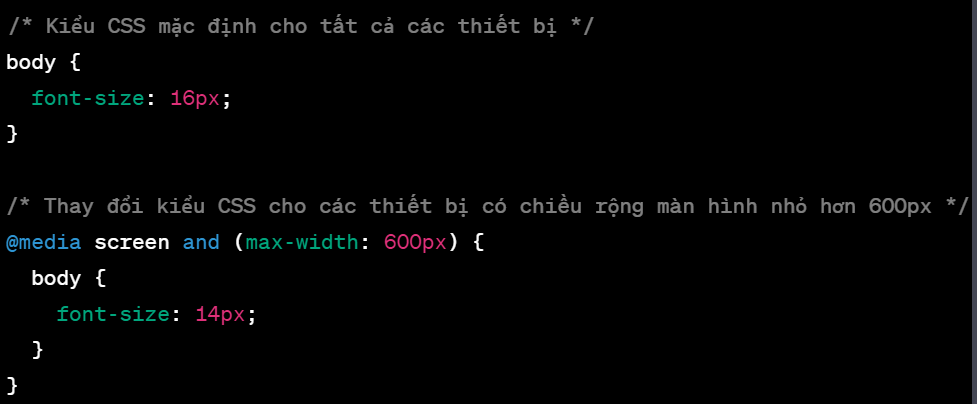 /* Kiểu CSS mặc định cho tất cả các thiết bị */
body {
  font-size: 16px;
}

/* Thay đổi kiểu CSS cho các thiết bị có chiều rộng màn hình nhỏ hơn 600px */
@media screen and (max-width: 600px) {
  body {
    font-size: 14px;
  }
}